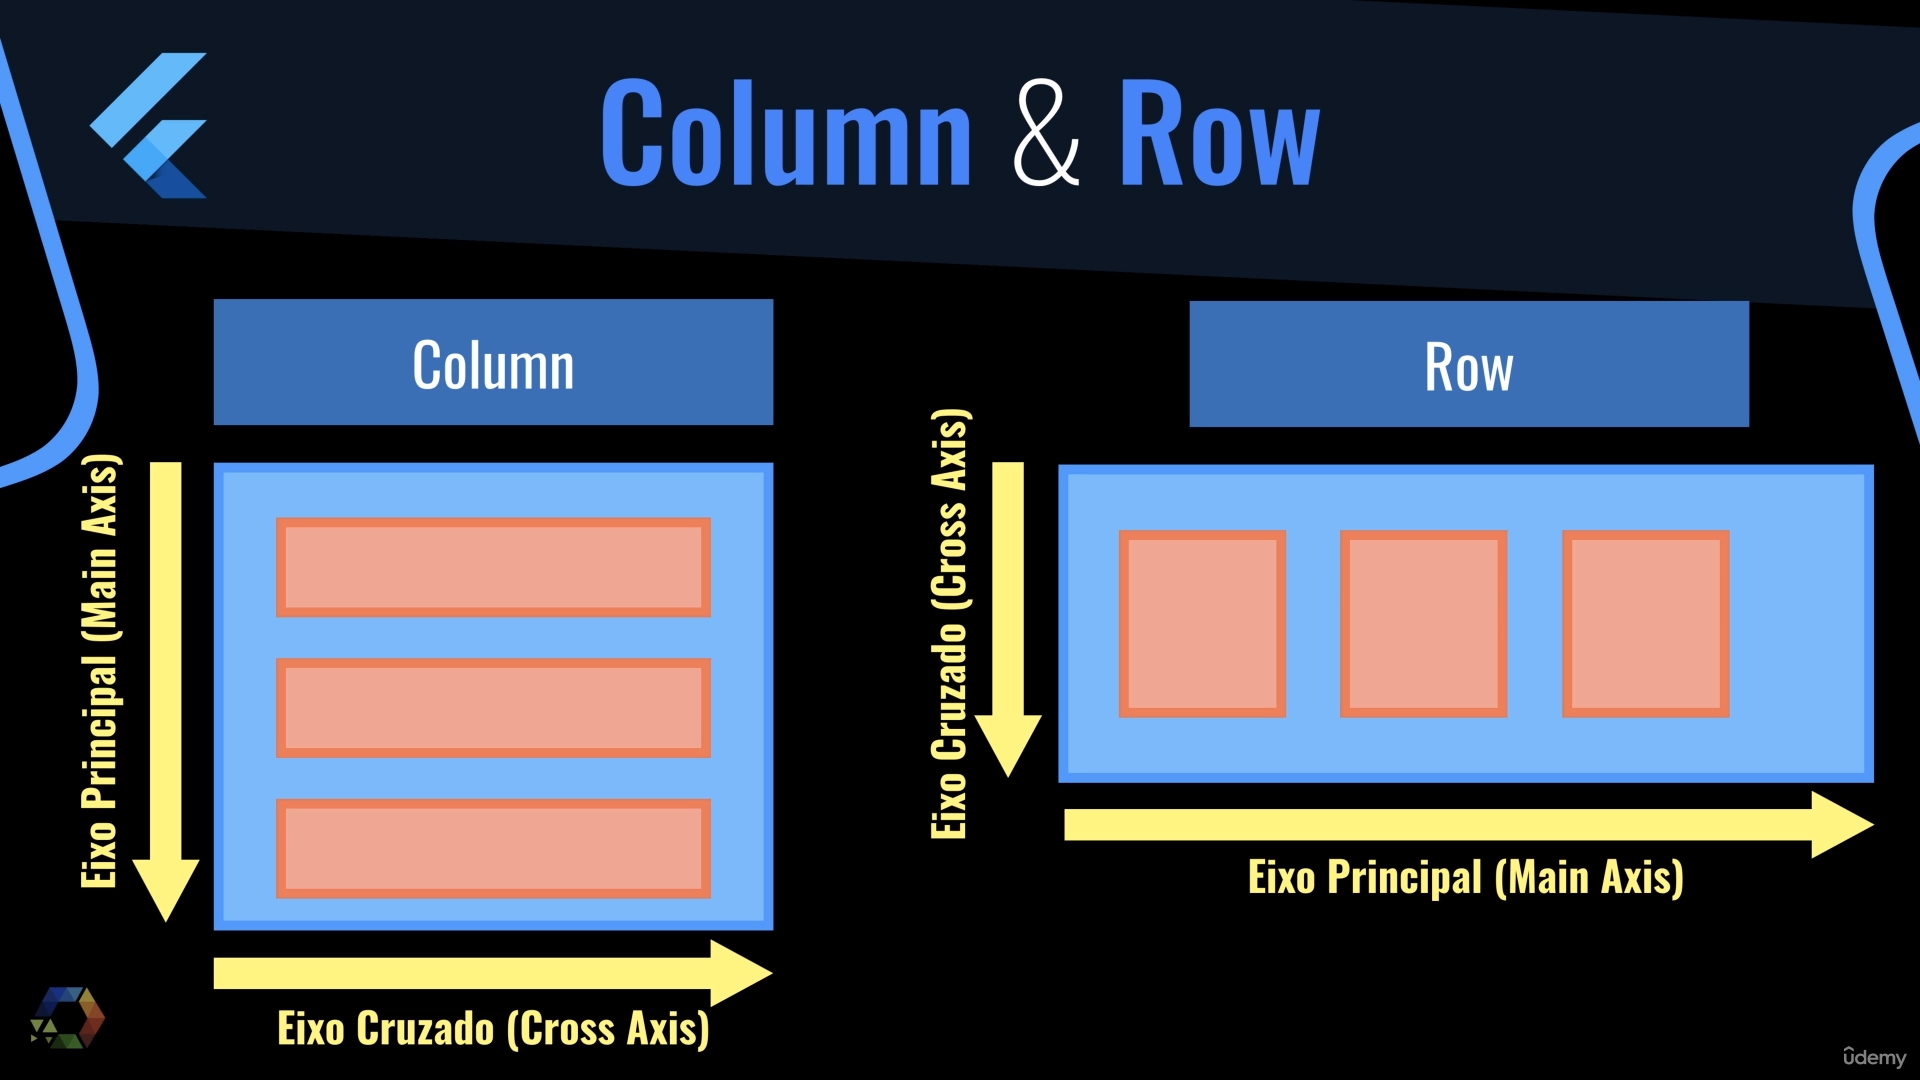 Column & Row
Column
Eixo Principal (Main Axis)
Eixo Cruzado (Cross Axis)
Row
Eixo Cruzado (Cross Axis)
Eixo Principal (Main Axis)
ûdemy